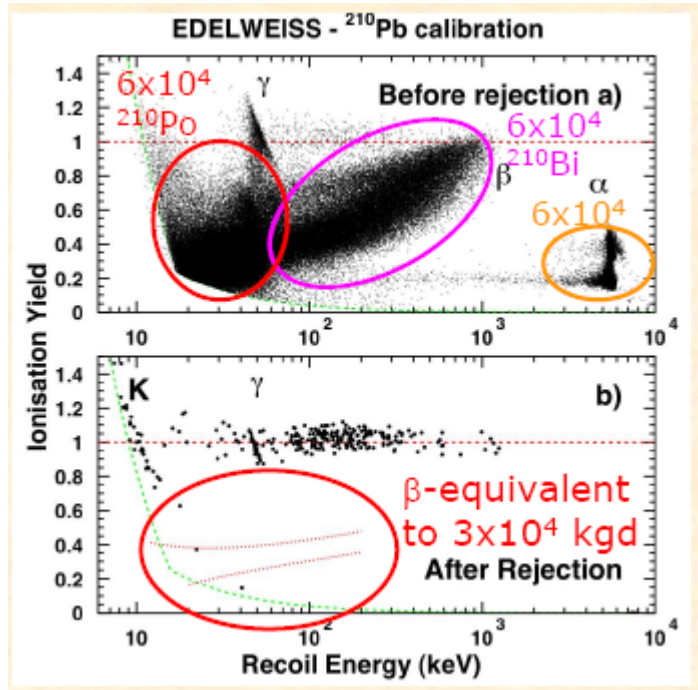 EDELWEISS - ²¹⁰Pb calibration
1.4
1.2
1
0.8
0.6
0.4
0.2
0
6x10⁴
²¹⁰Po
γ
Before rejection a)
6x10⁴
²¹⁰Bi
β
α
6x10⁴
10
10²
10³
10⁴
Ionisation Yield
1.4
1.2
1
0.8
0.6
0.4
0.2
0
K
γ
b)
β-equivalent
to 3x10⁴ kgd
After Rejection
10
10²
10³
10⁴
Recoil Energy (keV)